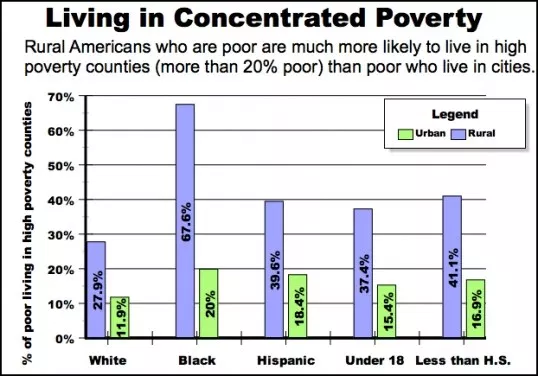 Living in Concentrated Poverty
Rural Americans who are poor are much more likely to live in high
poverty counties (more than 20% poor) than poor who live in cities.
% of poor living in high poverty counties
70%
60%
50%
40%
30%
20%
10%
0%
Legend
Urban Rural
27.9%
11.9%
67.6%
20%
39.6%
18.4%
37.4%
15.4%
41.1%
16.9%
White Black Hispanic Under 18 Less than H.S.